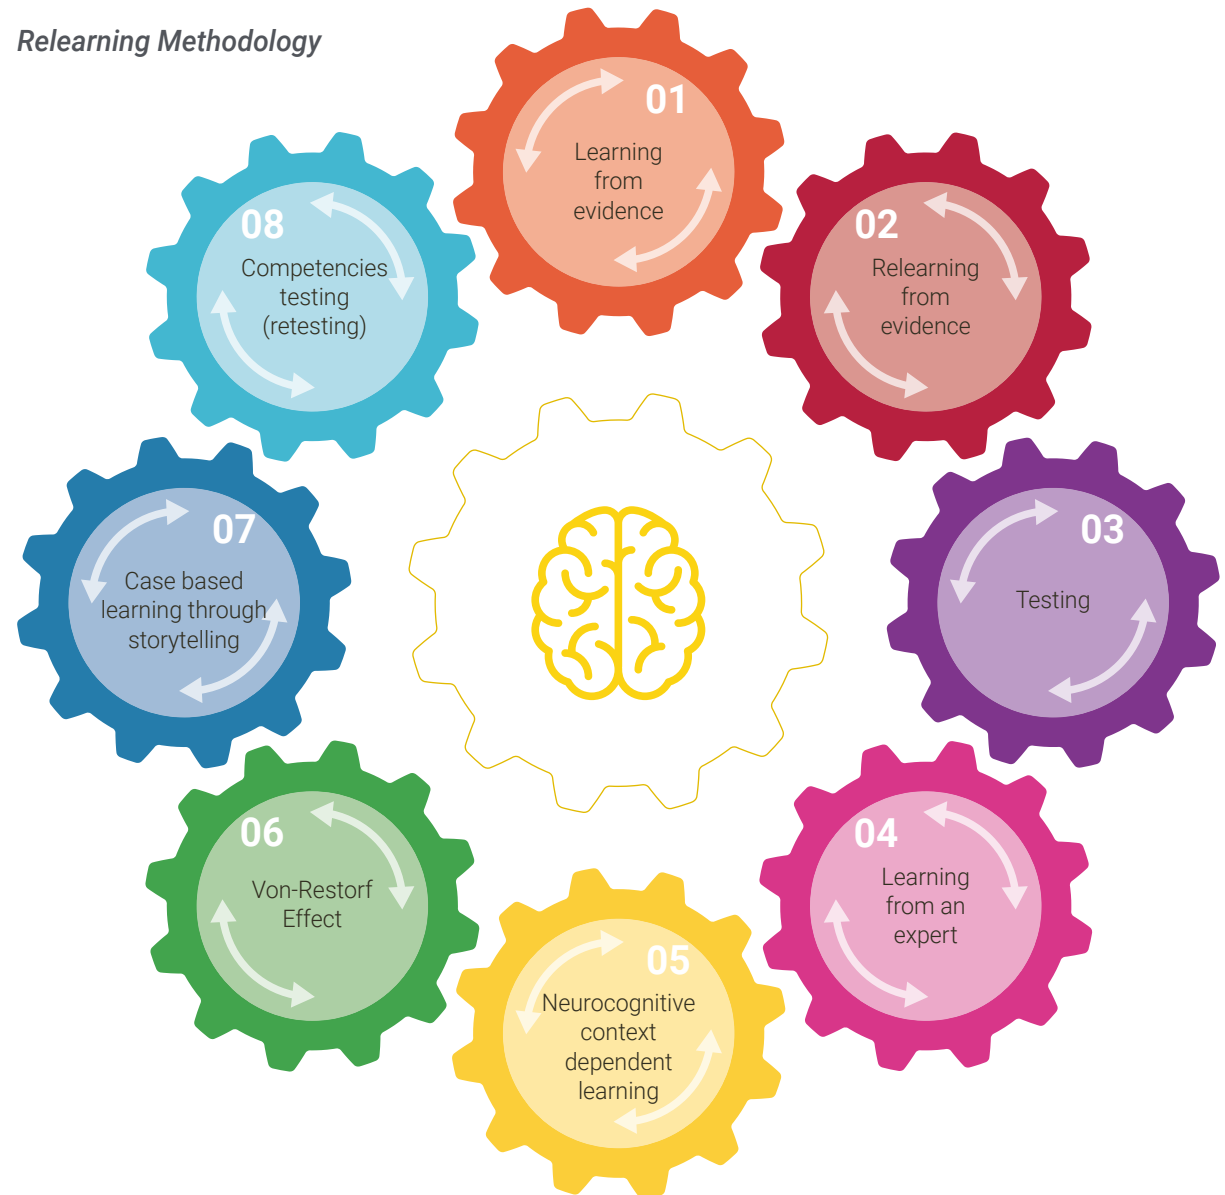 Relearning Methodology
01
Learning
from
evidence
02
Relearning
from
evidence
03
Testing
04
Learning
from an
expert
05
Neurocognitive
context
dependent
learning
06
Von-Restorf
Effect
07
Case based
learning through
storytelling
08
Competencies
testing
(retesting)